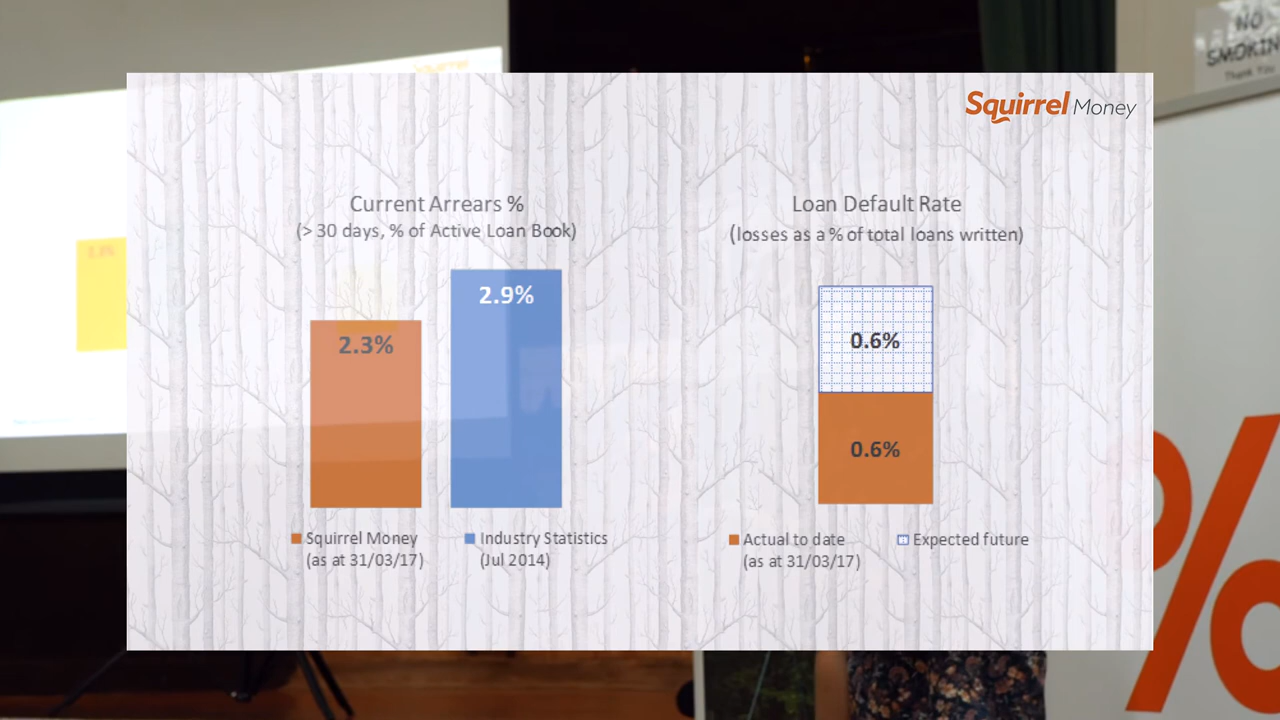 NO
SMOKIN
Thank You
Squirrel Money
Current Arrears %
(> 30 days, % of Active Loan Book)
2.3%
2.9%
Squirrel Money
(as at 31/03/17)
Industry Statistics
(Jul 2014)
Loan Default Rate
(losses as a % of total loans written)
0.6%
0.6%
Actual to date
(as at 31/03/17)
Expected future
%